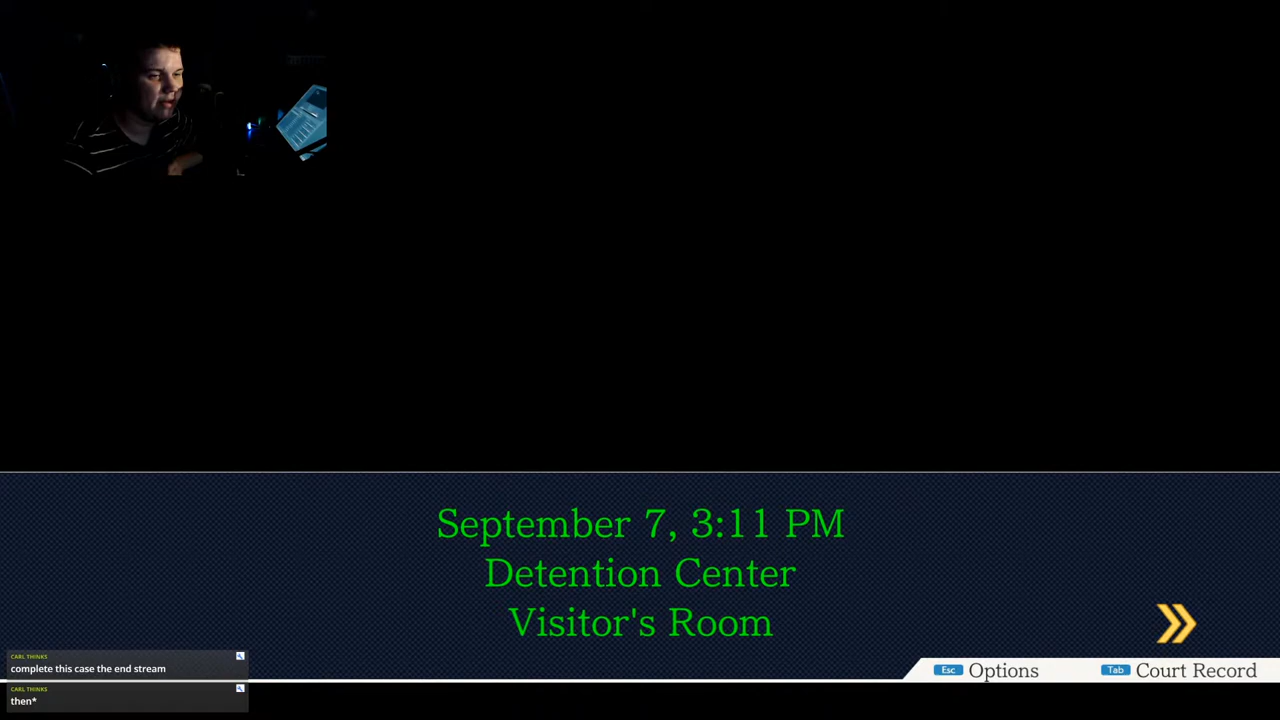 September 7, 3:11 PM
Detention Center
Visitor's Room
CARL THINKS
complete this case the end stream
CARL THINKS
then*
Esc Options Tab Court Record